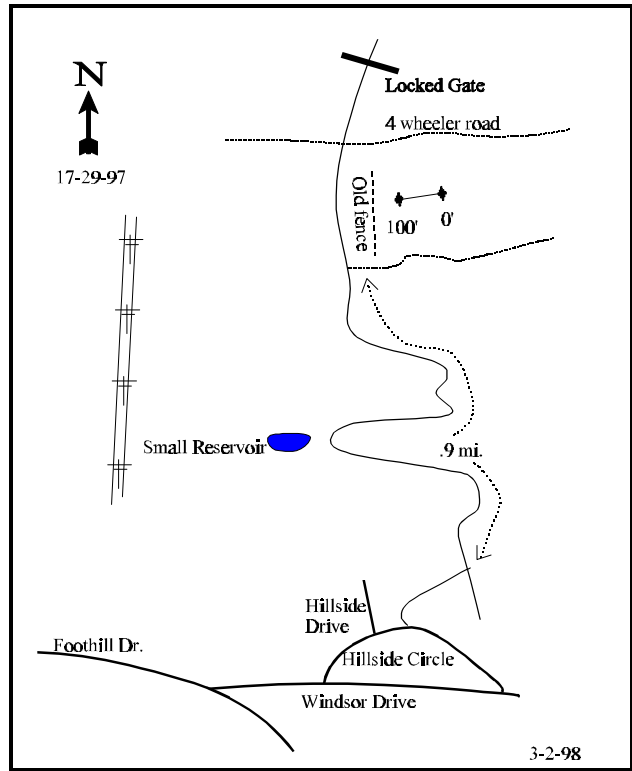 N
17-29-97
Locked Gate
4 wheeler road
Old fence
100' 0'
Small Reservoir
.9 mi.
Hillside
Drive
Foothill Dr.
Hillside Circle
Windsor Drive
3-2-98